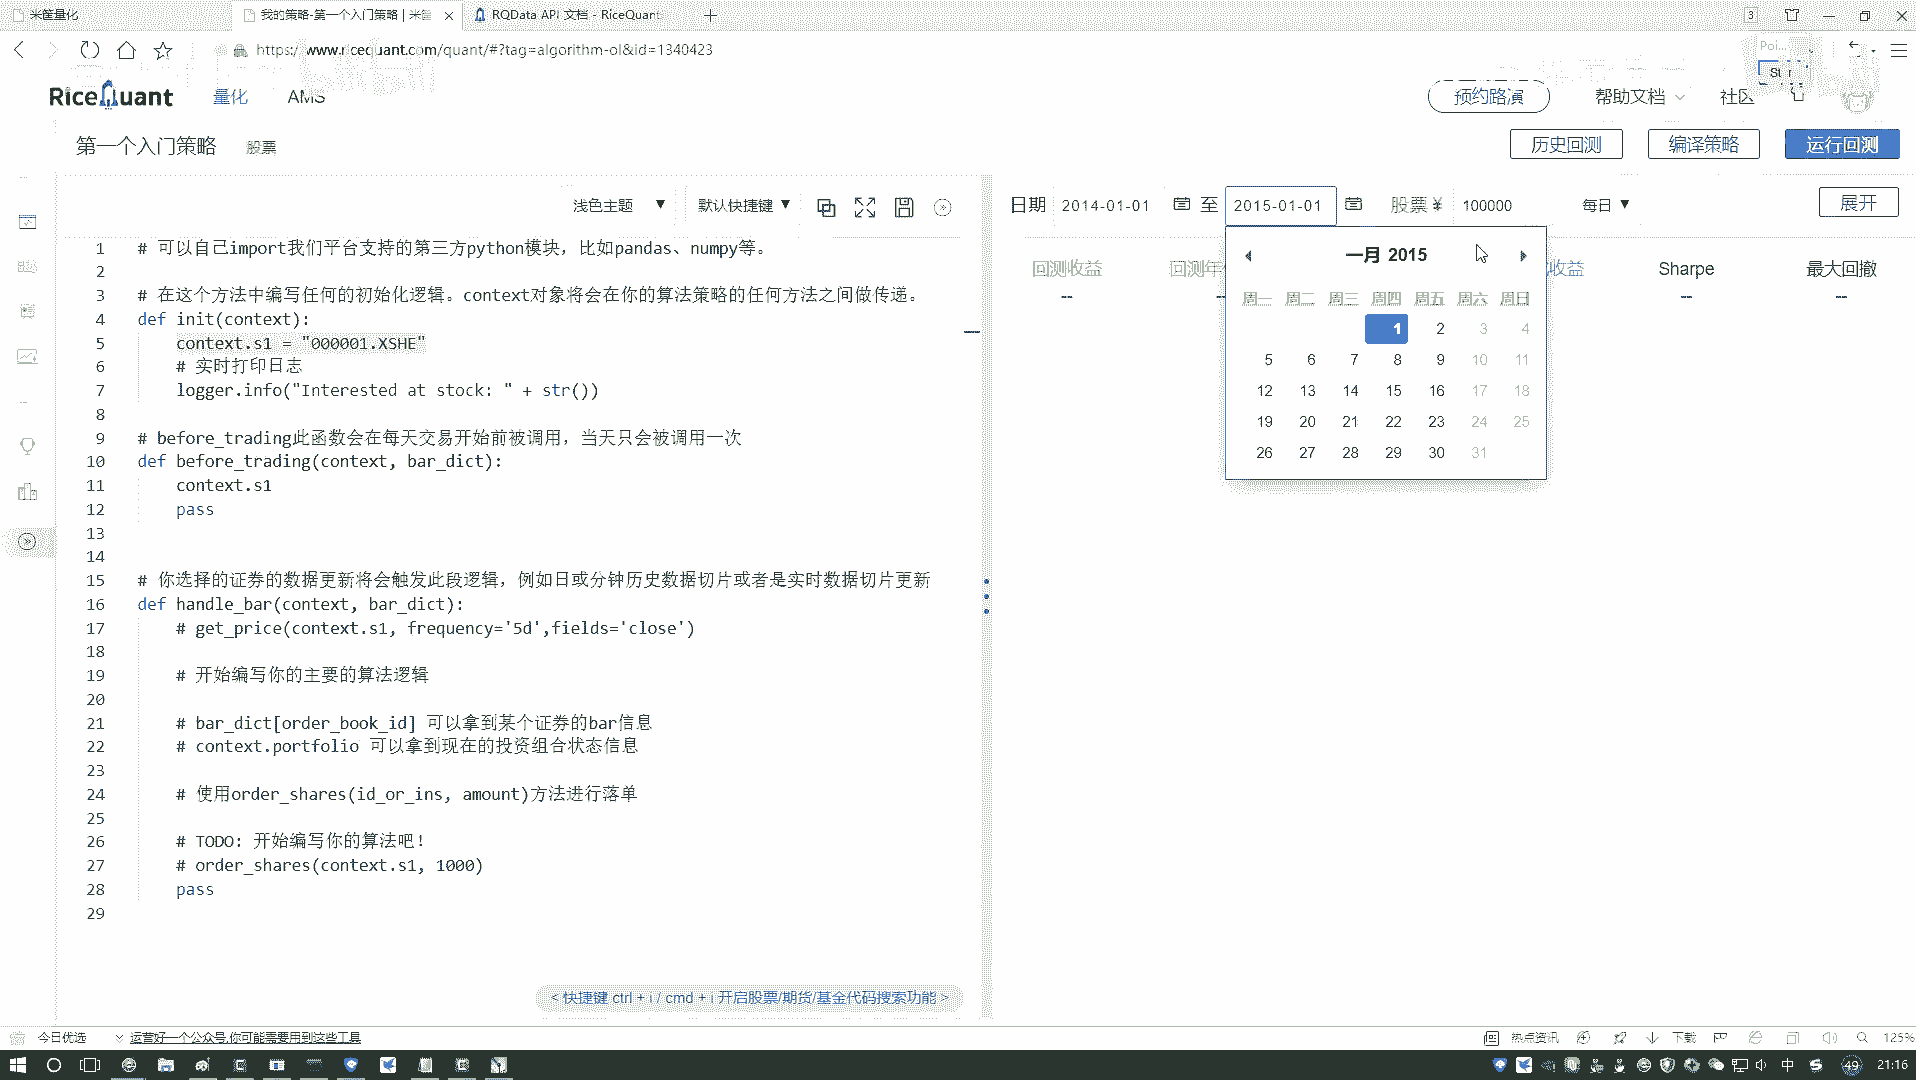 米筐量化
我的策略-第一个入门策略 | 米筐
RQData API 文档 - RiceQuant
3
https://www.ricequant.com/quant/#?tag=algorithm-ol&id=1340423
Poi...
RiceQuant
量化
AMS
预约路演
帮助文档
社区
第一个入门策略
股票
历史回测
编译策略
运行回测
浅色主题 ▼
默认快捷键 ▼
日期
2014-01-01
至
2015-01-01
股票 ¥
100000
每日 ▼
展开
回测收益
回测年
收益
Sharpe
最大回撤
--
--
--
--
一月 2015
周一 周二 周三 周四 周五 周六 周日
1 2 3 4
5 6 7 8 9 10 11
12 13 14 15 16 17 18
19 20 21 22 23 24 25
26 27 28 29 30 31
1 # 可以自己import我们平台支持的第三方python模块，比如pandas、numpy等。
2
3 # 在这个方法中编写任何的初始化逻辑。context对象将会在你的算法策略的任何方法之间做传递。
4 def init(context):
5 context.s1 = "000001.XSHE"
6 # 实时打印日志
7 logger.info("Interested at stock: " + str())
8
9 # before_trading此函数会在每天交易开始前被调用，当天只会被调用一次
10 def before_trading(context, bar_dict):
11 context.s1
12 pass
13
14
15 # 你选择的证券的数据更新将会触发此段逻辑，例如日或分钟历史数据切片或者是实时数据切片更新
16 def handle_bar(context, bar_dict):
17 # get_price(context.s1, frequency='5d',fields='close')
18
19 # 开始编写你的主要的算法逻辑
20
21 # bar_dict[order_book_id] 可以拿到某个证券的bar信息
22 # context.portfolio 可以拿到现在的投资组合状态信息
23
24 # 使用order_shares(id_or_ins, amount)方法进行落单
25
26 # TODO: 开始编写你的算法吧！
27 # order_shares(context.s1, 1000)
28 pass
29
< 快捷键 ctrl + i / cmd + i 开启股票/期货/基金代码搜索功能 >
今日优选
运营好一个公众号,你可能需要用到这些工具
热点资讯
下载
125%
中
49
21:16